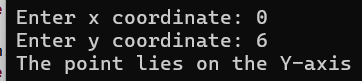 Enter x coordinate: 0
Enter y coordinate: 6
The point lies on the Y-axis